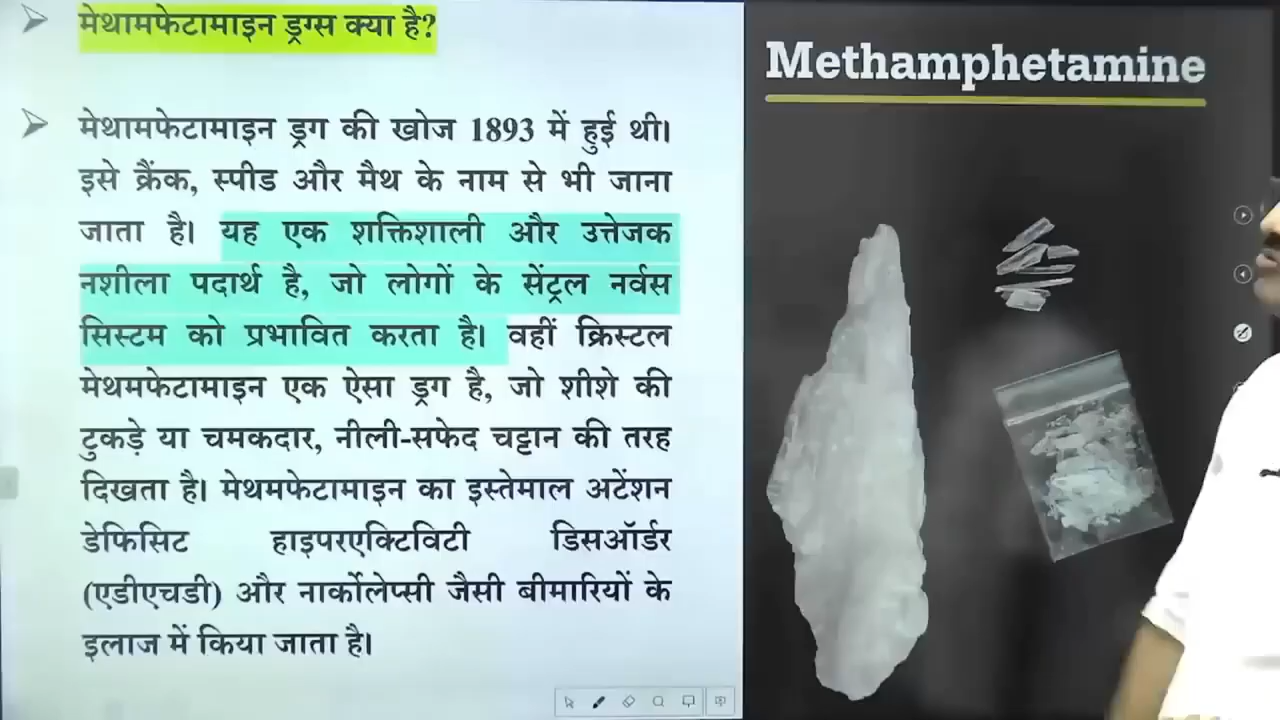 मेथामफेटामाइन ड्रग्स क्या है?
मेथामफेटामाइन ड्रग की खोज 1893 में हुई थी।
इसे क्रैंक, स्पीड और मैथ के नाम से भी जाना
जाता है। यह एक शक्तिशाली और उत्तेजक
नशीला पदार्थ है, जो लोगों के सेंट्रल नर्वस
सिस्टम को प्रभावित करता है। वहीं क्रिस्टल
मेथमफेटामाइन एक ऐसा ड्रग है, जो शीशे की
टुकड़े या चमकदार, नीली-सफेद चट्टान की तरह
दिखता है। मेथमफेटामाइन का इस्तेमाल अटेंशन
डेफिसिट हाइपरएक्टिविटी डिसऑर्डर
(एडीएचडी) और नार्कोलेप्सी जैसी बीमारियों के
इलाज में किया जाता है।
Methamphetamine